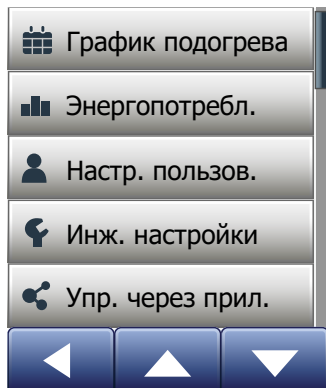 График подогрева
Энергопотребл.
Настр. пользов.
Инж. настройки
Упр. через прил.